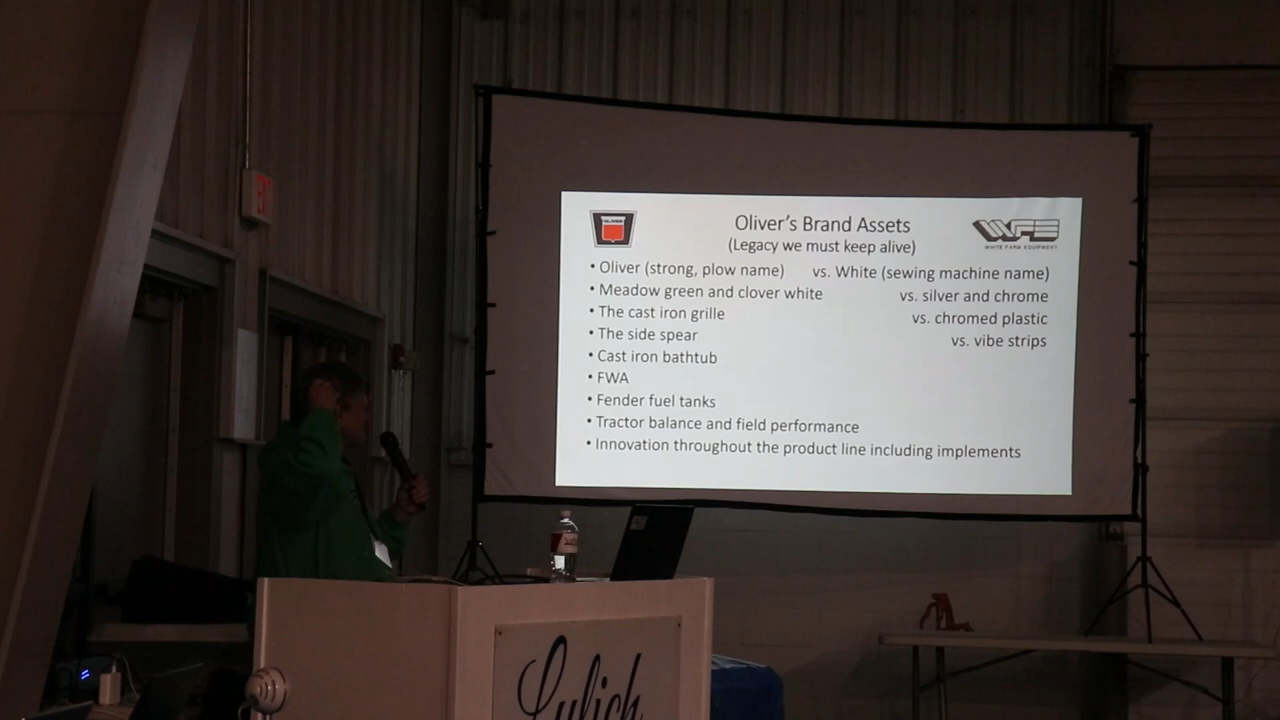 EXIT
OLIVER
Oliver's Brand Assets
(Legacy we must keep alive)
WFE
WHITE FARM EQUIPMENT
• Oliver (strong, plow name) vs. White (sewing machine name)
• Meadow green and clover white vs. silver and chrome
• The cast iron grille vs. chromed plastic
• The side spear vs. vibe strips
• Cast iron bathtub
• FWA
• Fender fuel tanks
• Tractor balance and field performance
• Innovation throughout the product line including implements
Lulich